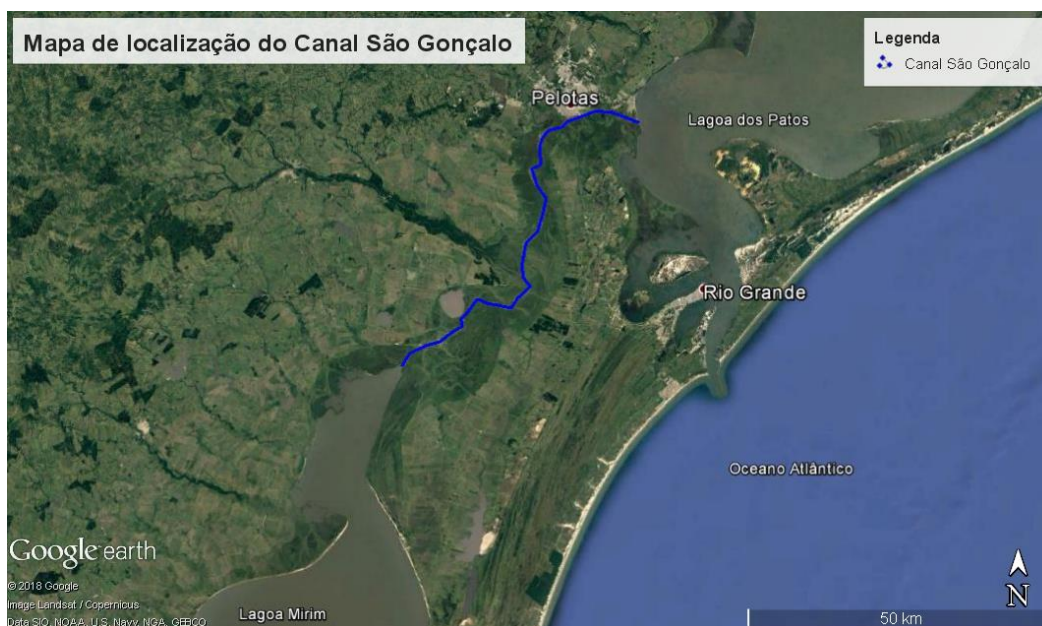 Mapa de localização do Canal São Gonçalo
Legenda
Canal São Gonçalo
Pelotas
Lagoa dos Patos
Rio Grande
Oceano Atlântico
Google earth
© 2018 Google
Image Landsat / Copernicus
Data SIO, NOAA, U.S. Navy, NGA, GEBCO
Lagoa Mirim
N
50 km